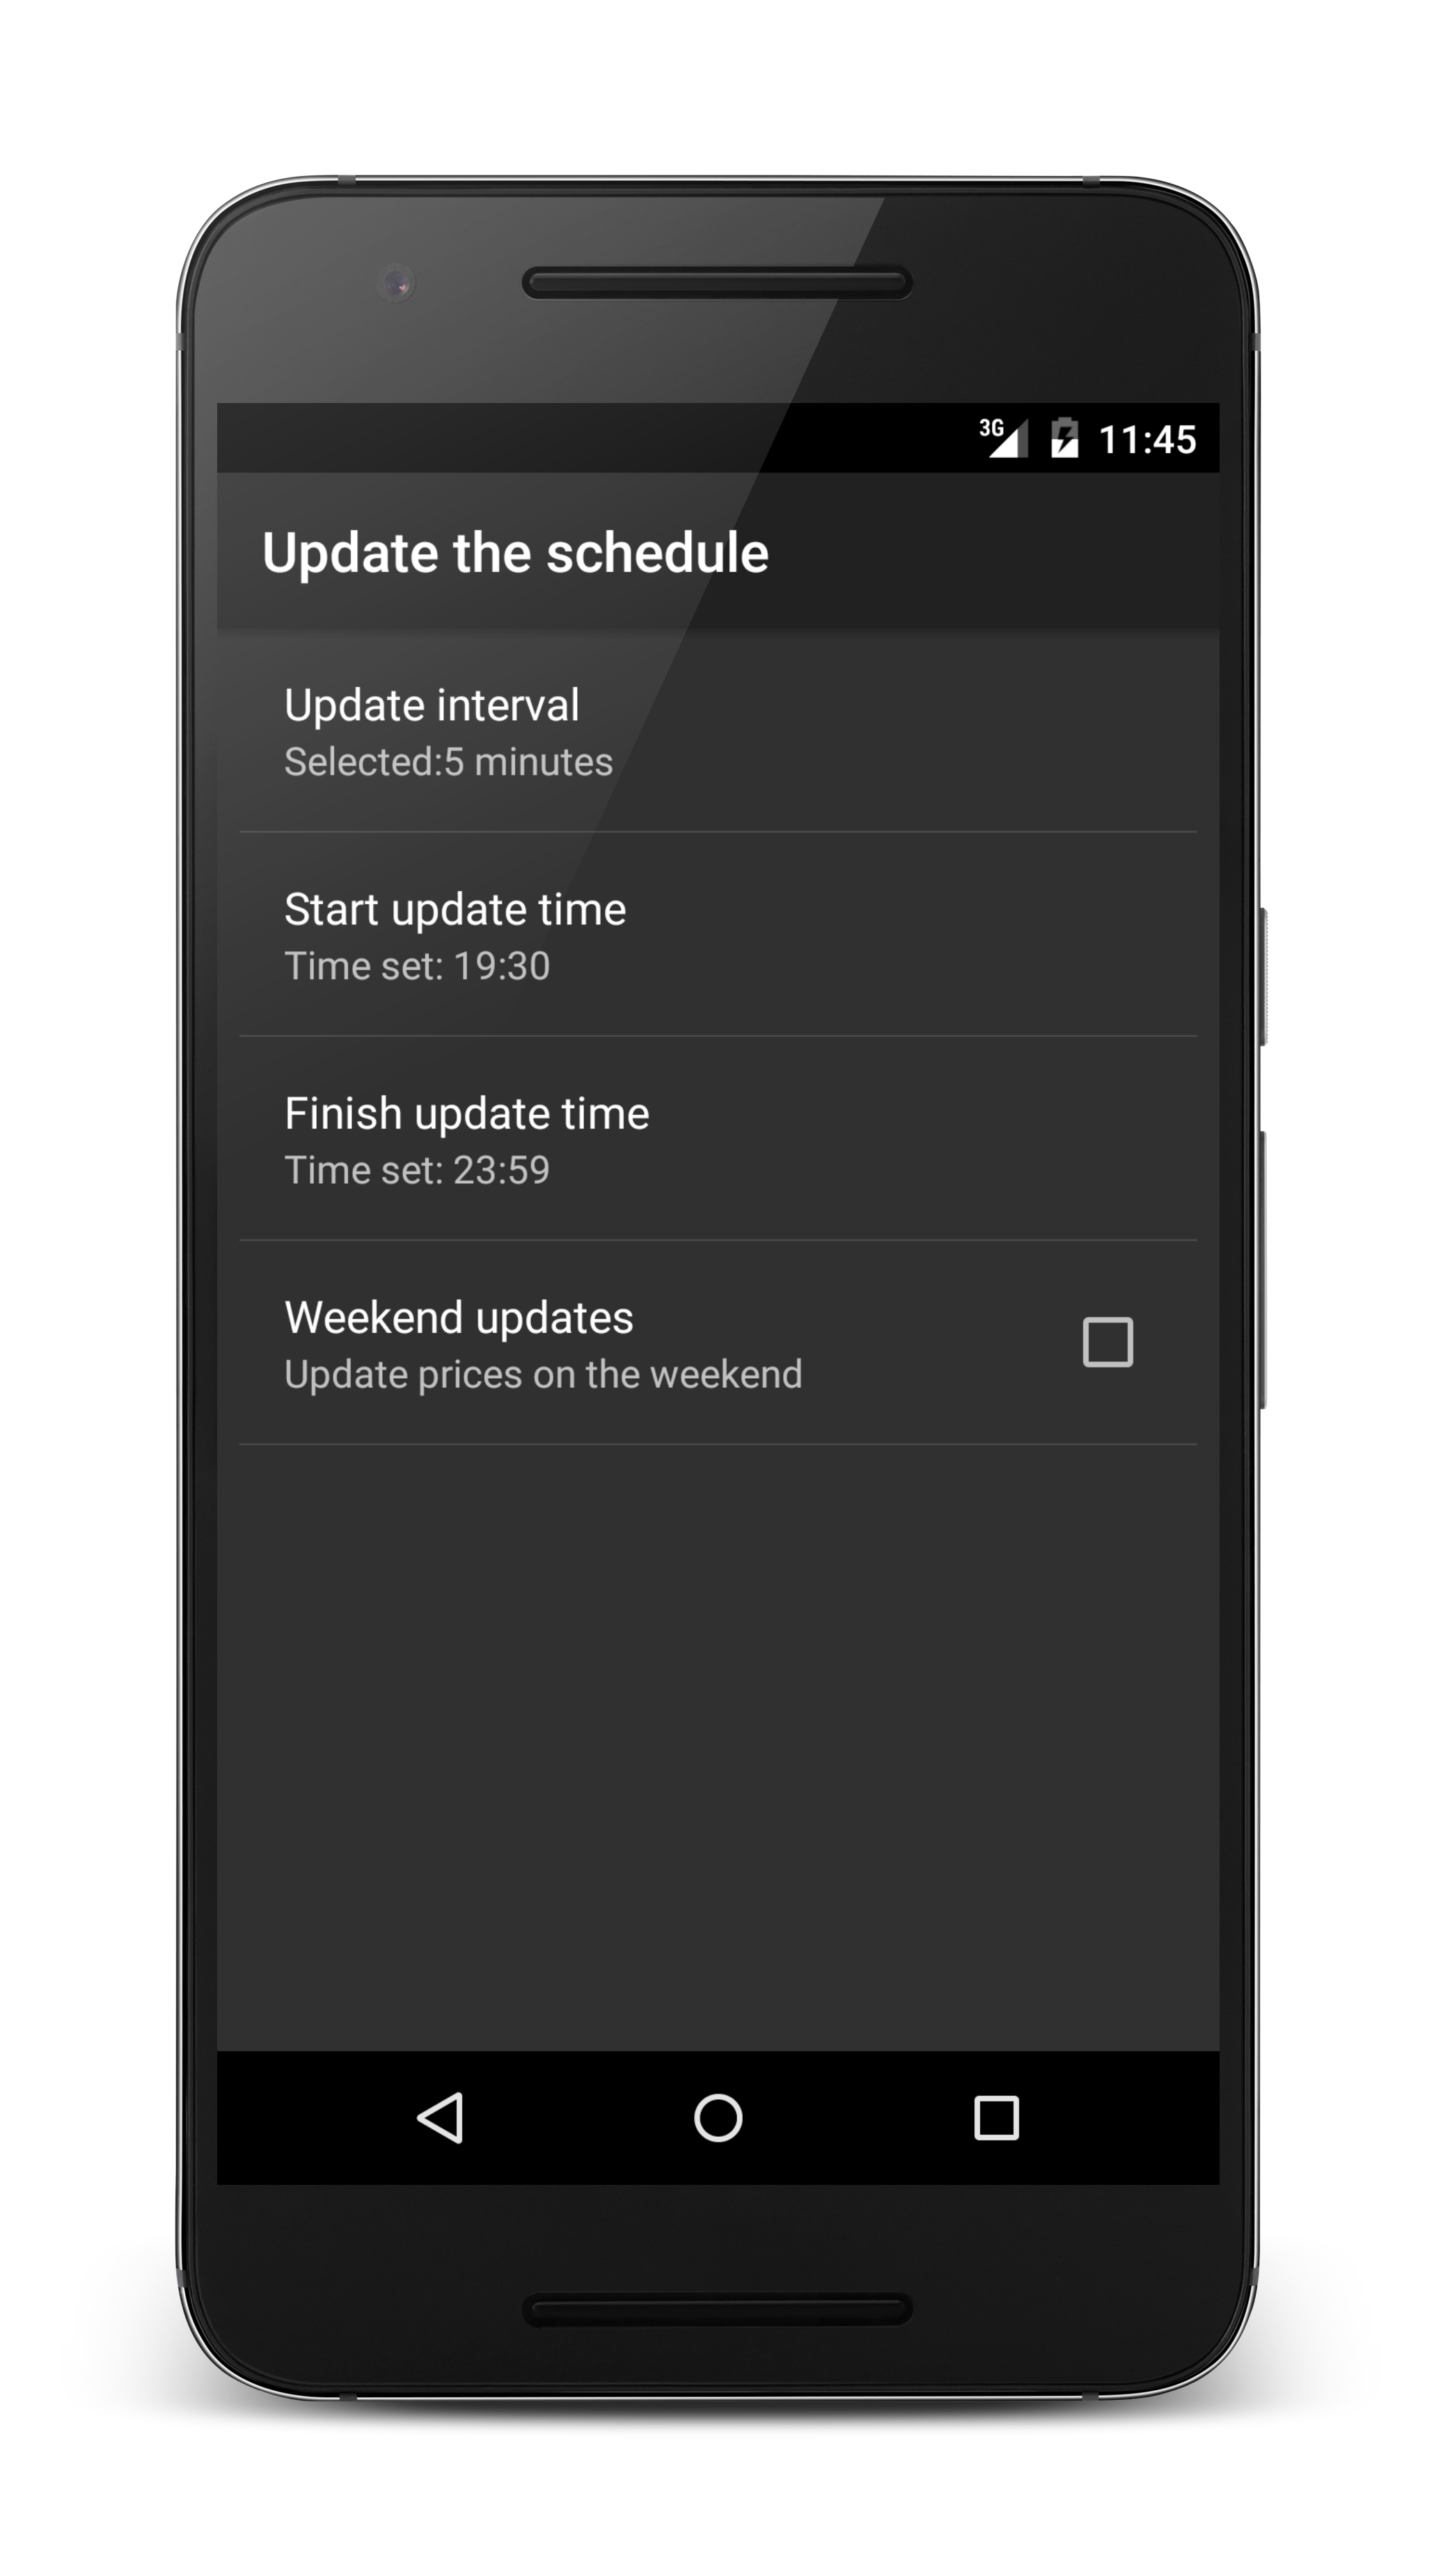 3G 11:45
Update the schedule
Update interval
Selected:5 minutes
Start update time
Time set: 19:30
Finish update time
Time set: 23:59
Weekend updates
Update prices on the weekend